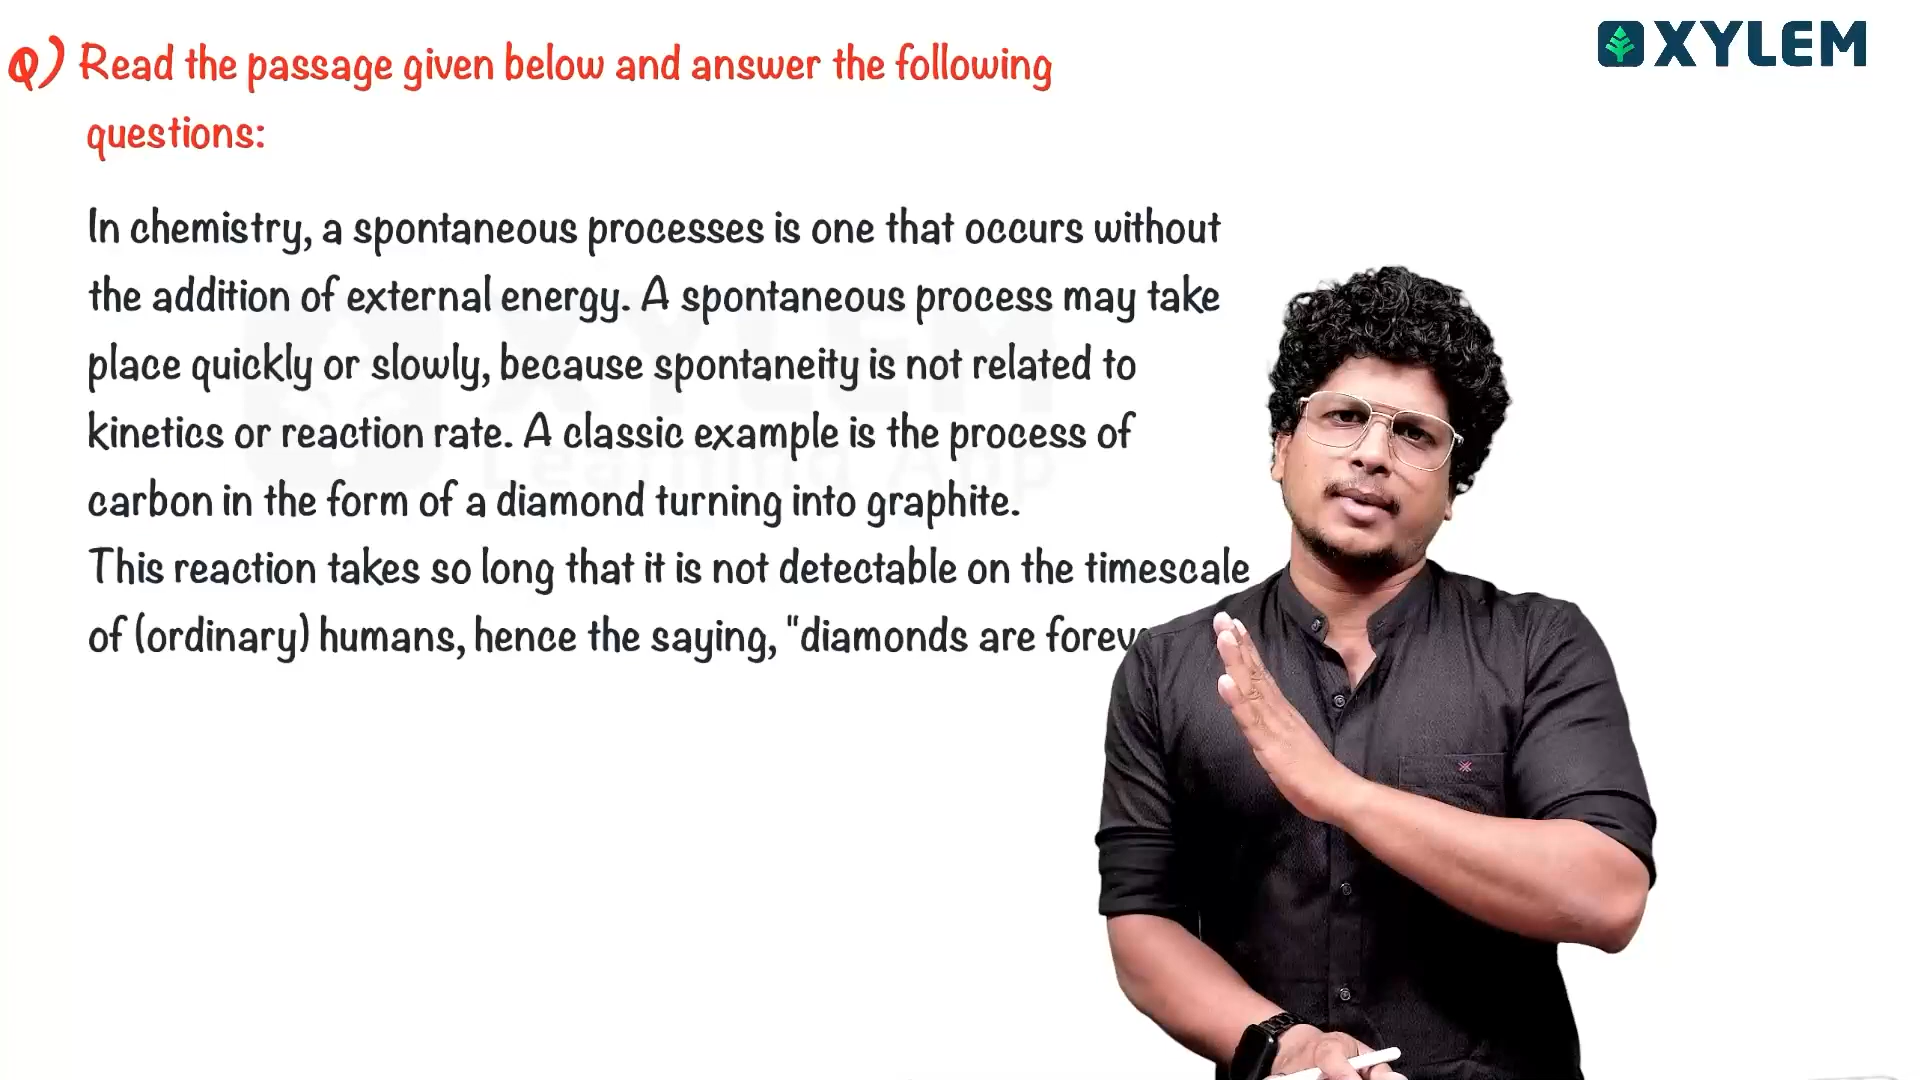 Q) Read the passage given below and answer the following
questions:
XYLEM
In chemistry, a spontaneous processes is one that occurs without
the addition of external energy. A spontaneous process may take
place quickly or slowly, because spontaneity is not related to
kinetics or reaction rate. A classic example is the process of
carbon in the form of a diamond turning into graphite.
This reaction takes so long that it is not detectable on the timescale
of (ordinary) humans, hence the saying, "diamonds are
XYLEM
Learning App